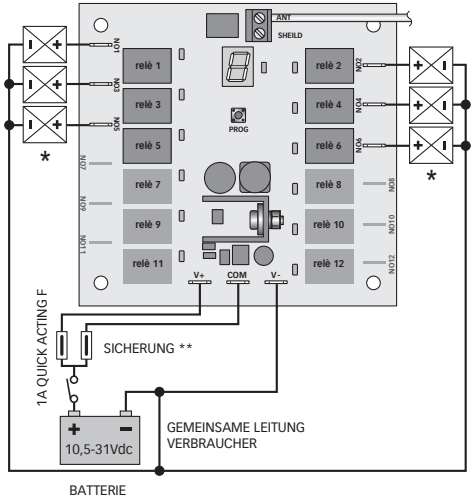 ANT
SHEILD
relè 1
relè 2
relè 3
relè 4
relè 5
relè 6
relè 7
relè 8
relè 9
relè 10
relè 11
relè 12
NO1
NO3
NO5
NO7
NO9
NO11
NO2
NO4
NO6
NO8
NO10
NO12
PROG
- +
- +
- +
*
- +
- +
- +
*
V+ COM V-
1A QUICK ACTING F
SICHERUNG **
+ -
10,5-31Vdc
GEMEINSAME LEITUNG
VERBRAUCHER
BATTERIE